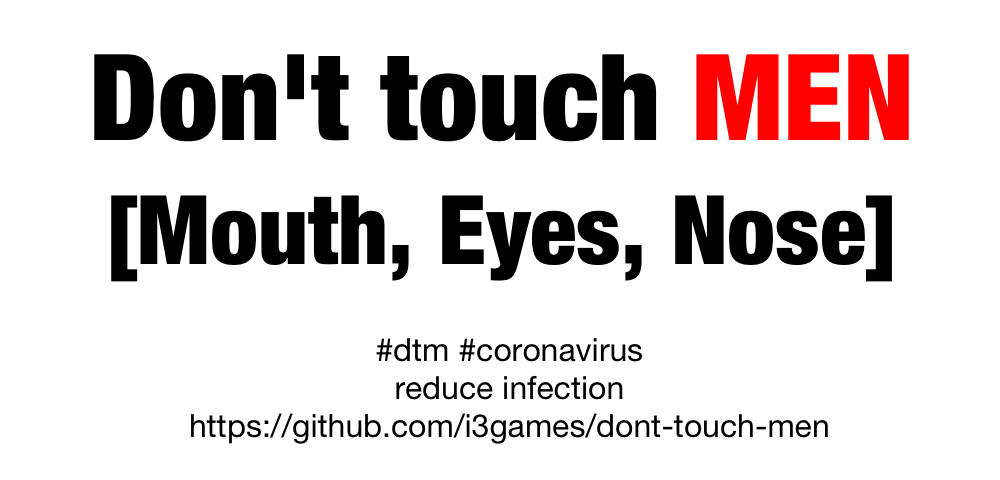 Don't touch MEN
[Mouth, Eyes, Nose]
#dtm #coronavirus
reduce infection
https://github.com/i3games/dont-touch-men